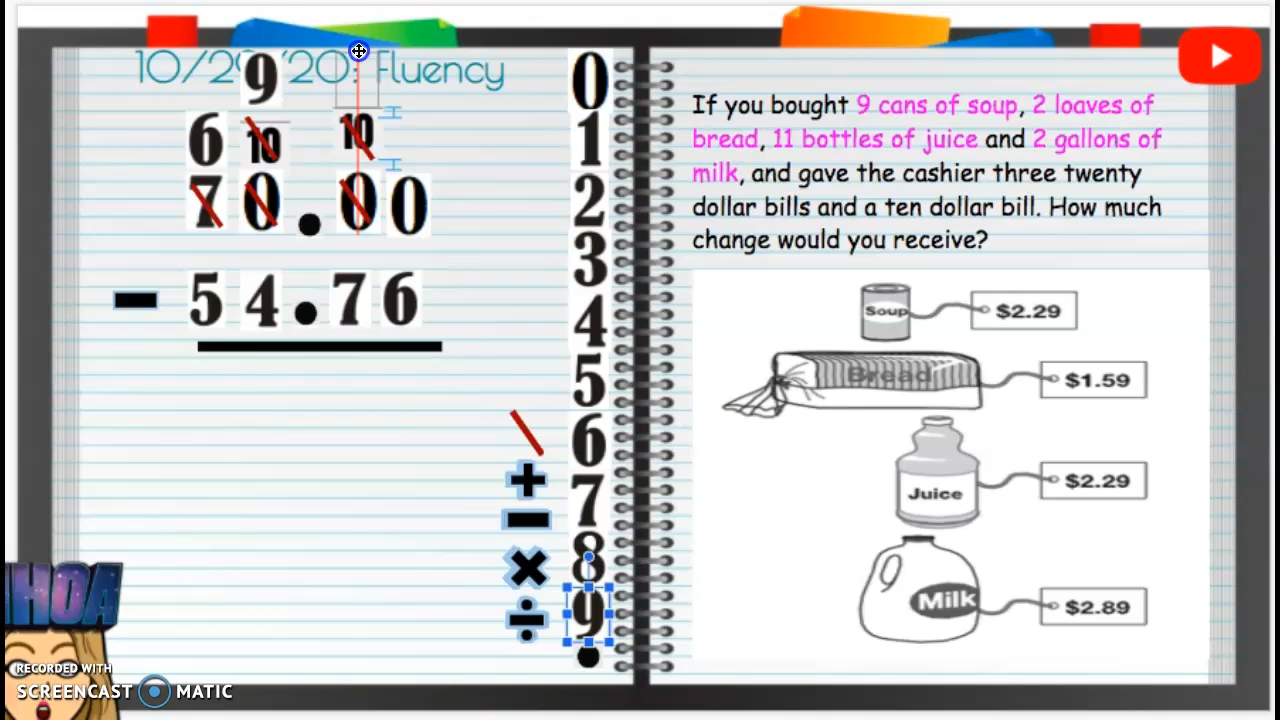 10/29/'20: Fluency
9
6 10 10
70.00
- 54.76
0
1
2
3
4
5
6
7
8
9
.
\
+
-
×
÷
If you bought 9 cans of soup, 2 loaves of
bread, 11 bottles of juice and 2 gallons of
milk, and gave the cashier three twenty
dollar bills and a ten dollar bill. How much
change would you receive?
Soup $2.29
Bread $1.59
Juice $2.29
Milk $2.89
RECORDED WITH
SCREENCAST MATIC